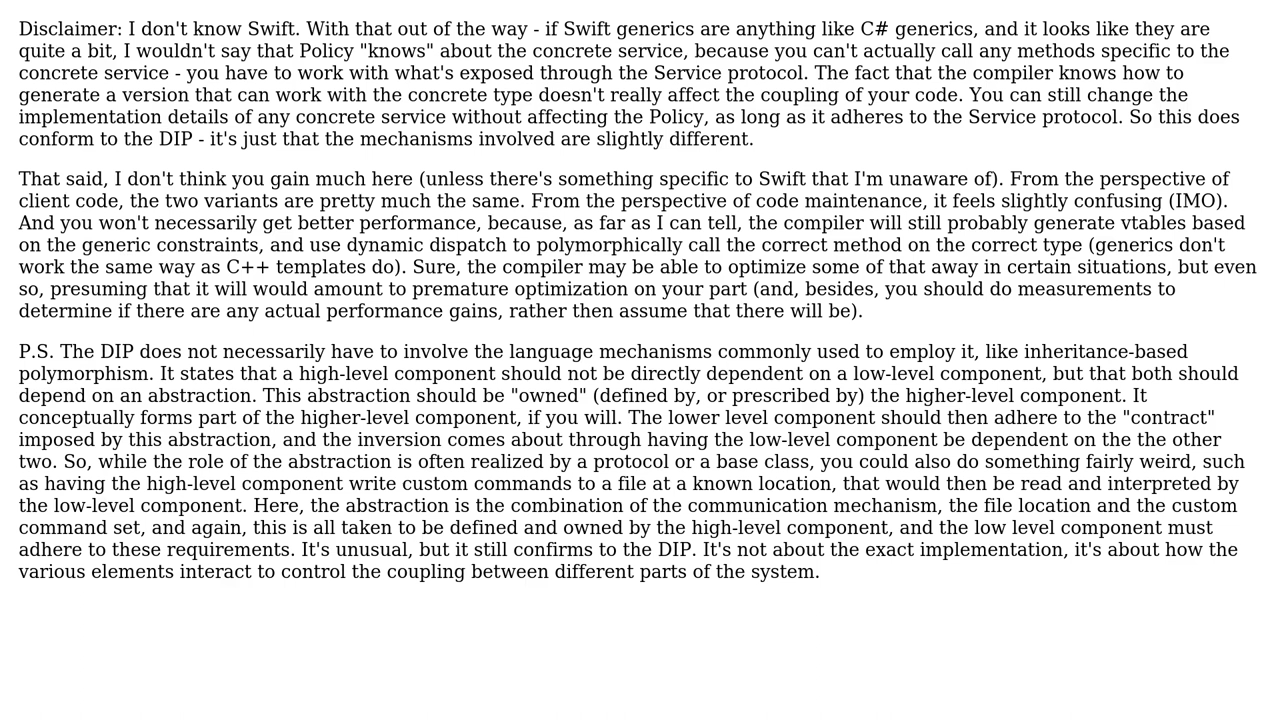 Disclaimer: I don't know Swift. With that out of the way - if Swift generics are anything like C# generics, and it looks like they are
quite a bit, I wouldn't say that Policy "knows" about the concrete service, because you can't actually call any methods specific to the
concrete service - you have to work with what's exposed through the Service protocol. The fact that the compiler knows how to
generate a version that can work with the concrete type doesn't really affect the coupling of your code. You can still change the
implementation details of any concrete service without affecting the Policy, as long as it adheres to the Service protocol. So this does
conform to the DIP - it's just that the mechanisms involved are slightly different.
That said, I don't think you gain much here (unless there's something specific to Swift that I'm unaware of). From the perspective of
client code, the two variants are pretty much the same. From the perspective of code maintenance, it feels slightly confusing (IMO).
And you won't necessarily get better performance, because, as far as I can tell, the compiler will still probably generate vtables based
on the generic constraints, and use dynamic dispatch to polymorphically call the correct method on the correct type (generics don't
work the same way as C++ templates do). Sure, the compiler may be able to optimize some of that away in certain situations, but even
so, presuming that it will would amount to premature optimization on your part (and, besides, you should do measurements to
determine if there are any actual performance gains, rather then assume that there will be).
P.S. The DIP does not necessarily have to involve the language mechanisms commonly used to employ it, like inheritance-based
polymorphism. It states that a high-level component should not be directly dependent on a low-level component, but that both should
depend on an abstraction. This abstraction should be "owned" (defined by, or prescribed by) the higher-level component. It
conceptually forms part of the higher-level component, if you will. The lower level component should then adhere to the "contract"
imposed by this abstraction, and the inversion comes about through having the low-level component be dependent on the the other
two. So, while the role of the abstraction is often realized by a protocol or a base class, you could also do something fairly weird, such
as having the high-level component write custom commands to a file at a known location, that would then be read and interpreted by
the low-level component. Here, the abstraction is the combination of the communication mechanism, the file location and the custom
command set, and again, this is all taken to be defined and owned by the high-level component, and the low level component must
adhere to these requirements. It's unusual, but it still confirms to the DIP. It's not about the exact implementation, it's about how the
various elements interact to control the coupling between different parts of the system.